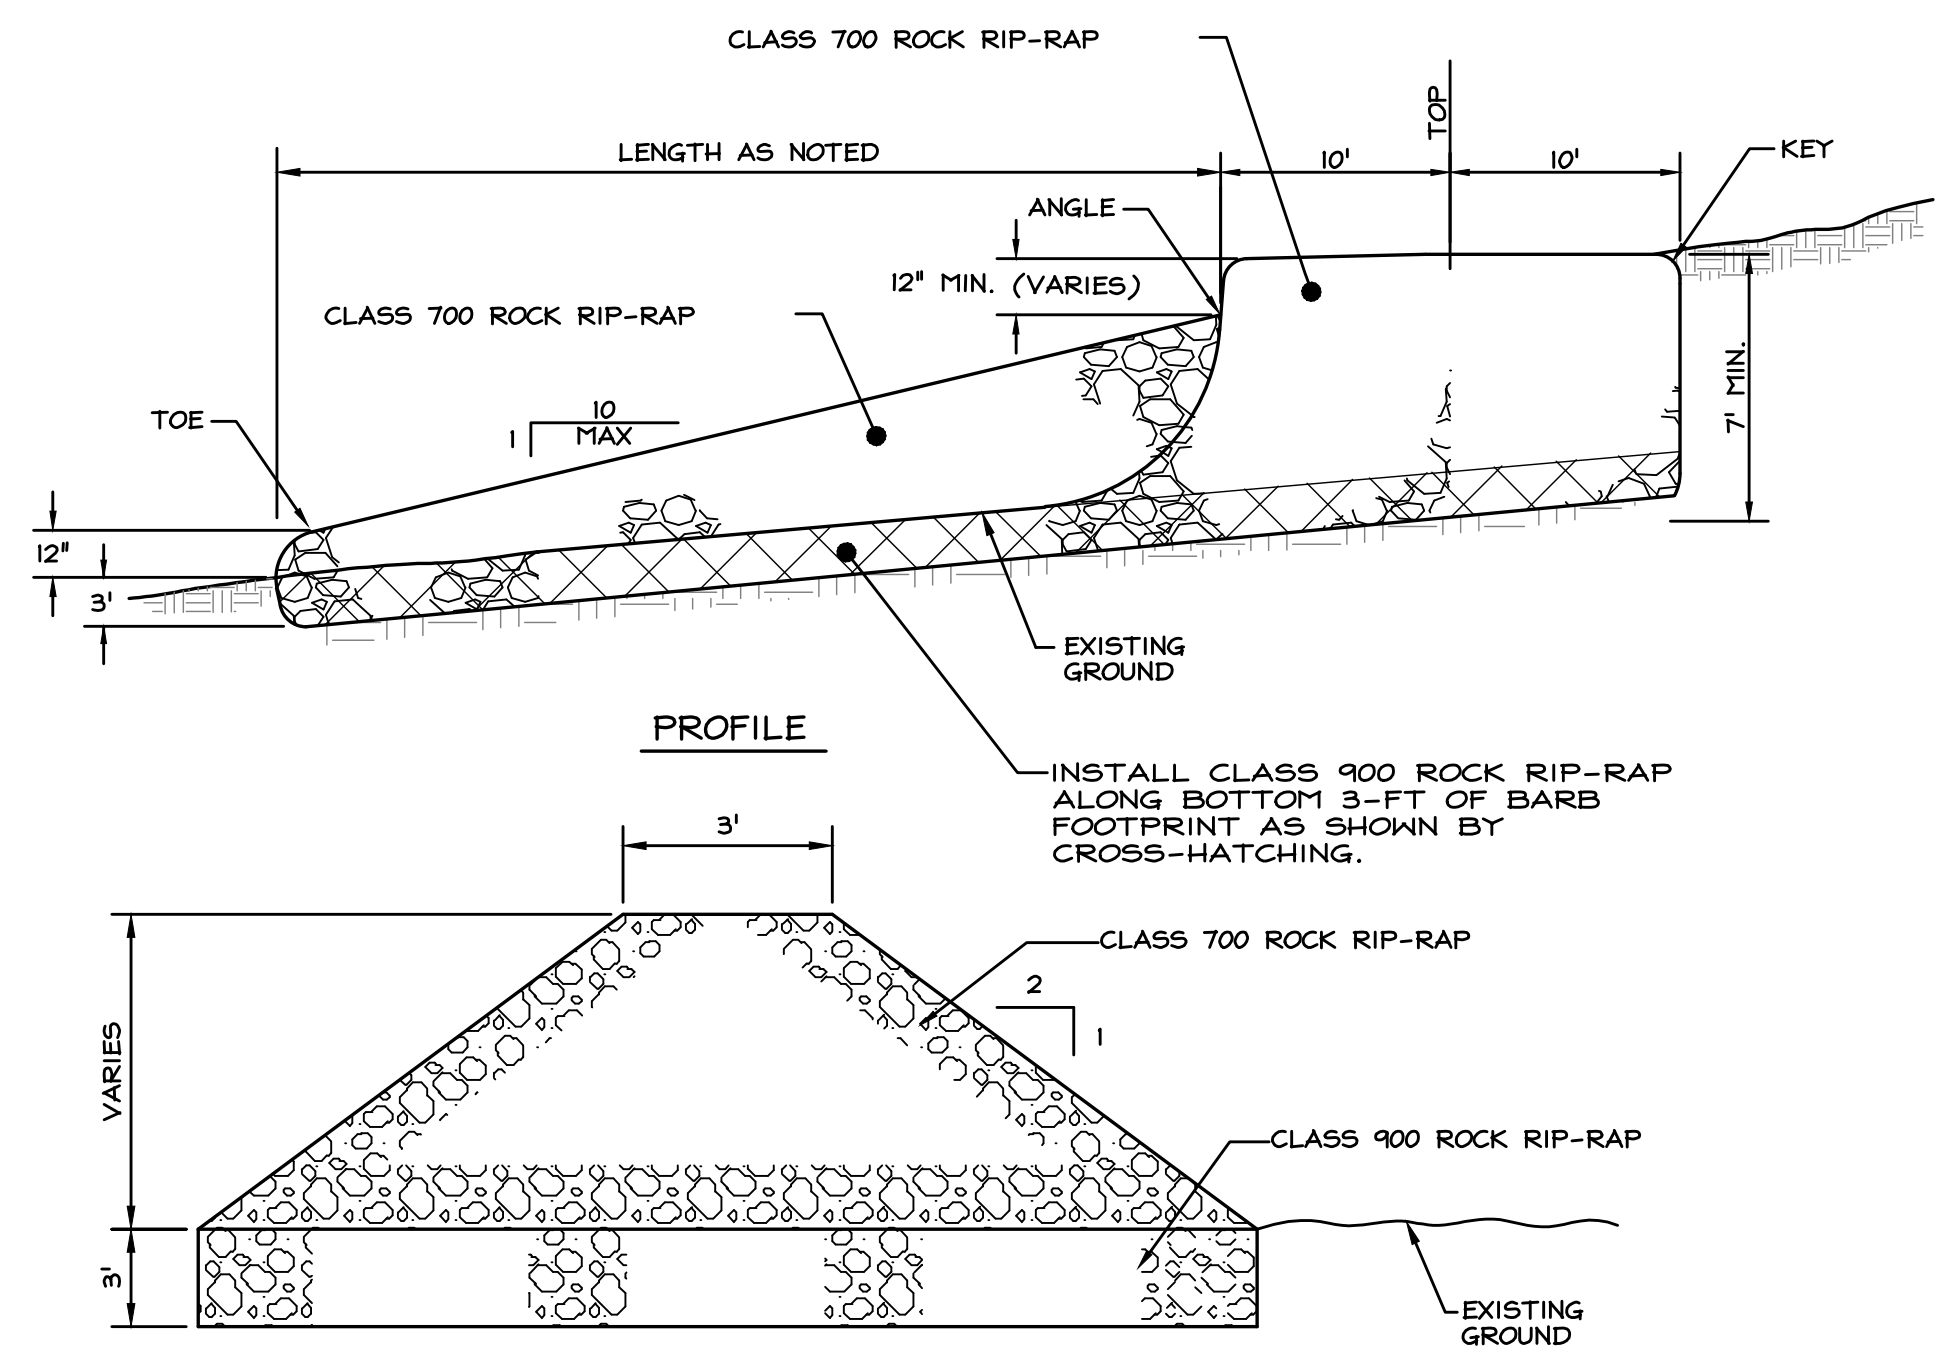 CLASS 700 ROCK RIP-RAP
TOP
LENGTH AS NOTED
10'
10'
KEY
ANGLE
12" MIN. (VARIES)
CLASS 700 ROCK RIP-RAP
7' MIN.
TOE
10
1
MAX
12"
3'
EXISTING
GROUND
PROFILE
INSTALL CLASS 900 ROCK RIP-RAP
ALONG BOTTOM 3-FT OF BARB
FOOTPRINT AS SHOWN BY
CROSS-HATCHING.
3'
CLASS 700 ROCK RIP-RAP
2
1
VARIES
CLASS 900 ROCK RIP-RAP
3'
EXISTING
GROUND